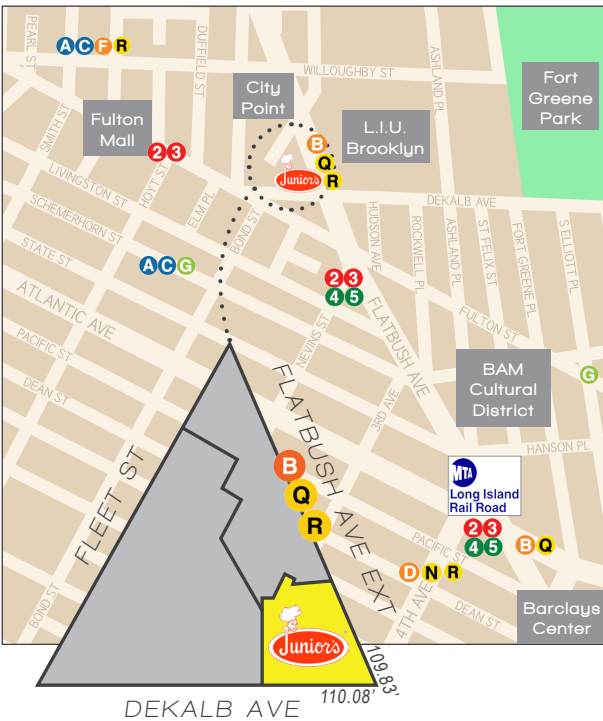 PEARL ST
A C F R
DUFFIELD ST
WILLOUGHBY ST
ASHLAND PL
City
Point
Fort
Greene
Park
Fulton
Mall
L.I.U.
Brooklyn
SMITH ST
2 3
B
Q
R
Junior's
HOYT ST
LIVINGSTON ST
ELM PL
DEKALB AVE
SCHEMERHORN ST
BOND ST
HUDSON AVE
ROCKWELL PL
ASHLAND PL
ST FELIX ST
FORT GREENE PL
S ELLIOTT PL
STATE ST
A C G
2 3
4 5
ATLANTIC AVE
FLATBUSH AVE
FULTON ST
NEVINS ST
PACIFIC ST
DEAN ST
3RD AVE
BAM
Cultural
District
G
HANSON PL
FLATBUSH AVE EXT
FLEET ST
B
Q
R
MTA
Long Island
Rail Road
2 3
4 5
B Q
PACIFIC ST
D N R
4TH AVE
DEAN ST
BOND ST
Barclays
Center
Junior's
109.83'
110.08'
DEKALB AVE